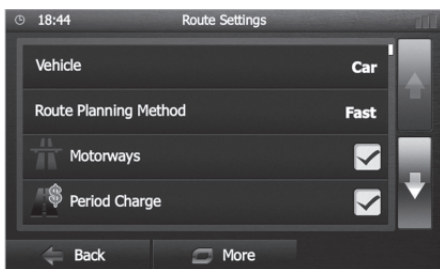 18:44 Route Settings
Vehicle Car
Route Planning Method Fast
Motorways
Period Charge
Back More